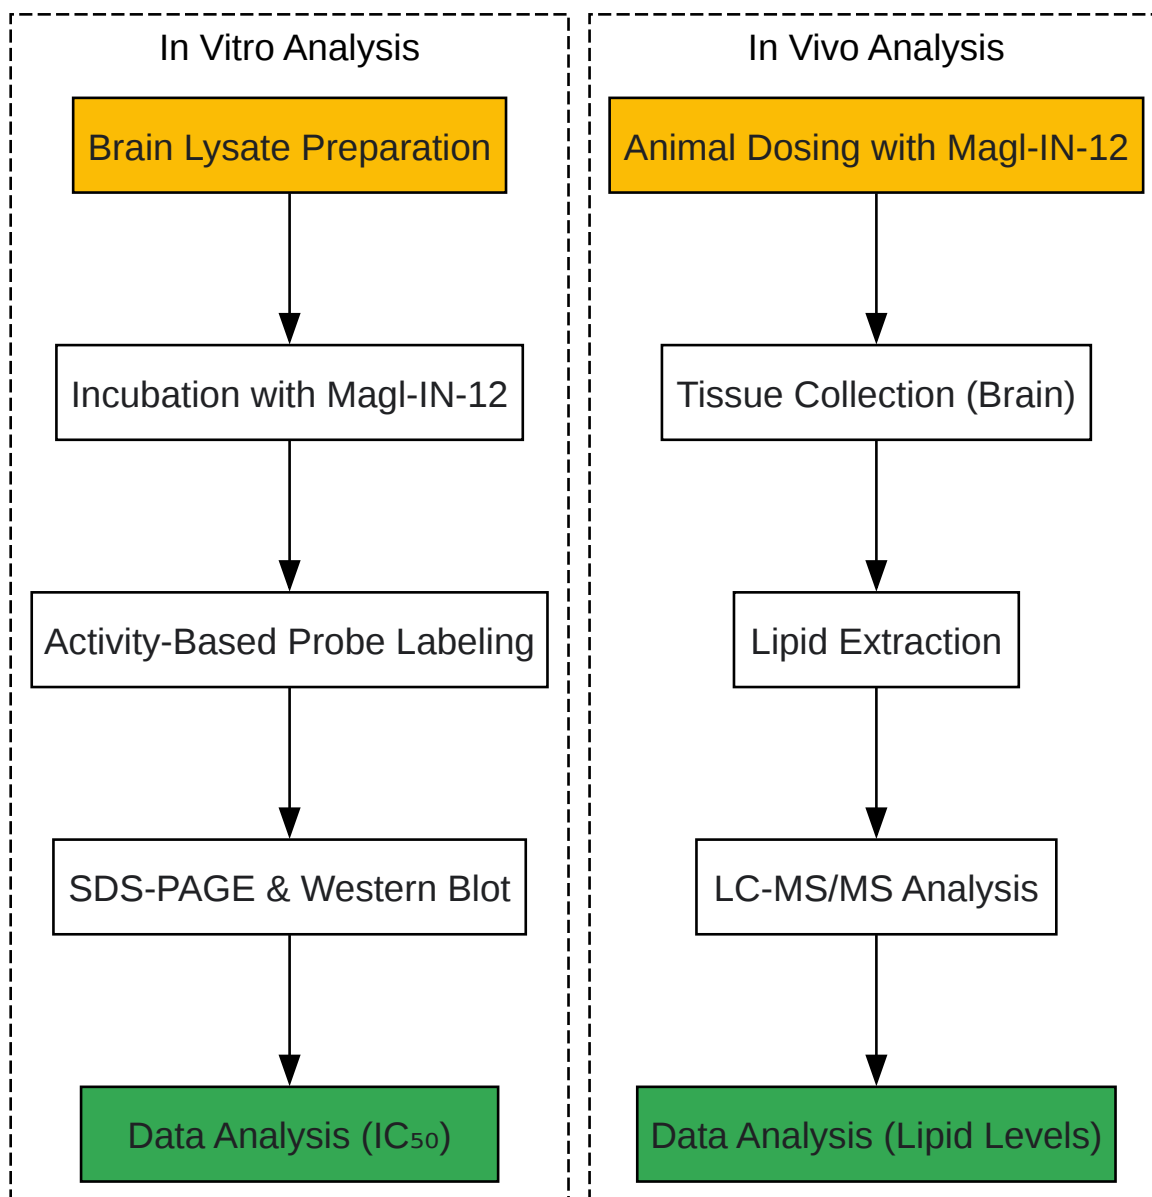 In Vitro Analysis
Brain Lysate Preparation
Incubation with Magl-IN-12
Activity-Based Probe Labeling
SDS-PAGE & Western Blot
Data Analysis (IC₅₀)
In Vivo Analysis
Animal Dosing with Magl-IN-12
Tissue Collection (Brain)
Lipid Extraction
LC-MS/MS Analysis
Data Analysis (Lipid Levels)